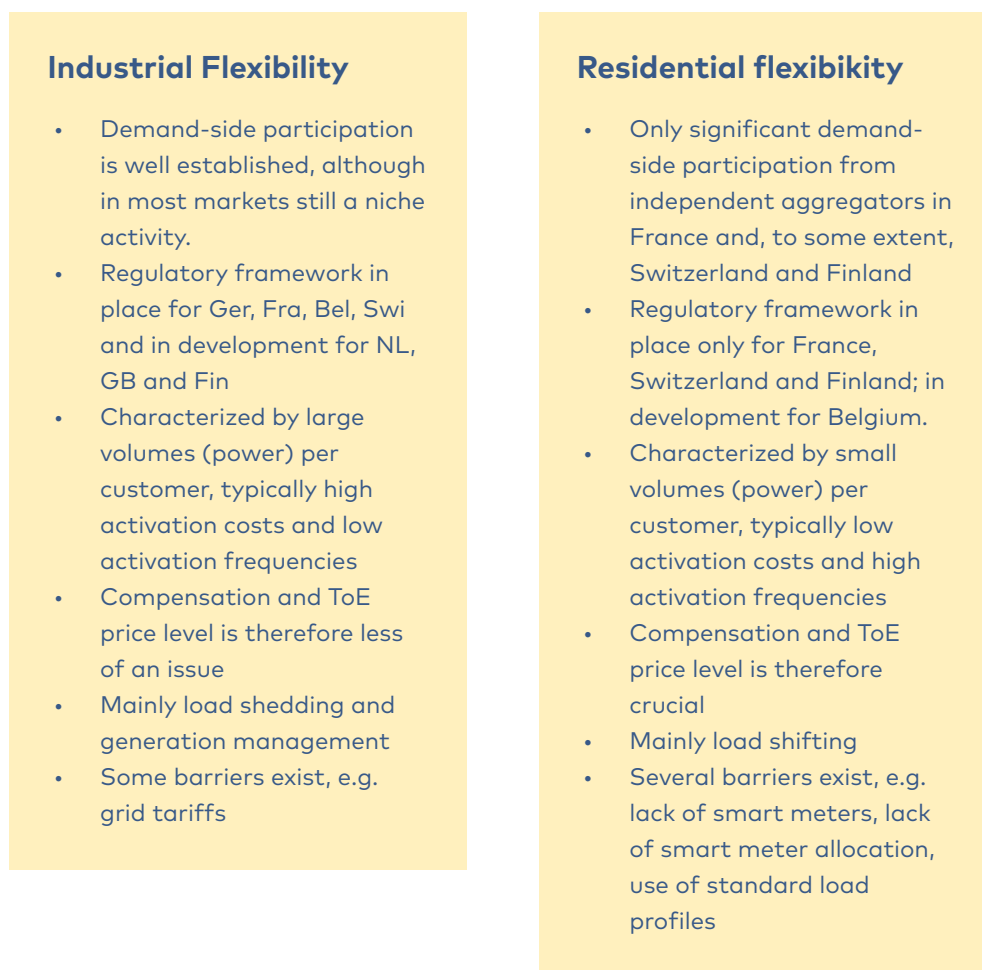 Industrial Flexibility
• Demand-side participation
is well established, although
in most markets still a niche
activity.
• Regulatory framework in
place for Ger, Fra, Bel, Swi
and in development for NL,
GB and Fin
• Characterized by large
volumes (power) per
customer, typically high
activation costs and low
activation frequencies
• Compensation and ToE
price level is therefore less
of an issue
• Mainly load shedding and
generation management
• Some barriers exist, e.g.
grid tariffs
Residential flexibikity
• Only significant demand-
side participation from
independent aggregators in
France and, to some extent,
Switzerland and Finland
• Regulatory framework in
place only for France,
Switzerland and Finland; in
development for Belgium.
• Characterized by small
volumes (power) per
customer, typically low
activation costs and high
activation frequencies
• Compensation and ToE
price level is therefore
crucial
• Mainly load shifting
• Several barriers exist, e.g.
lack of smart meters, lack
of smart meter allocation,
use of standard load
profiles